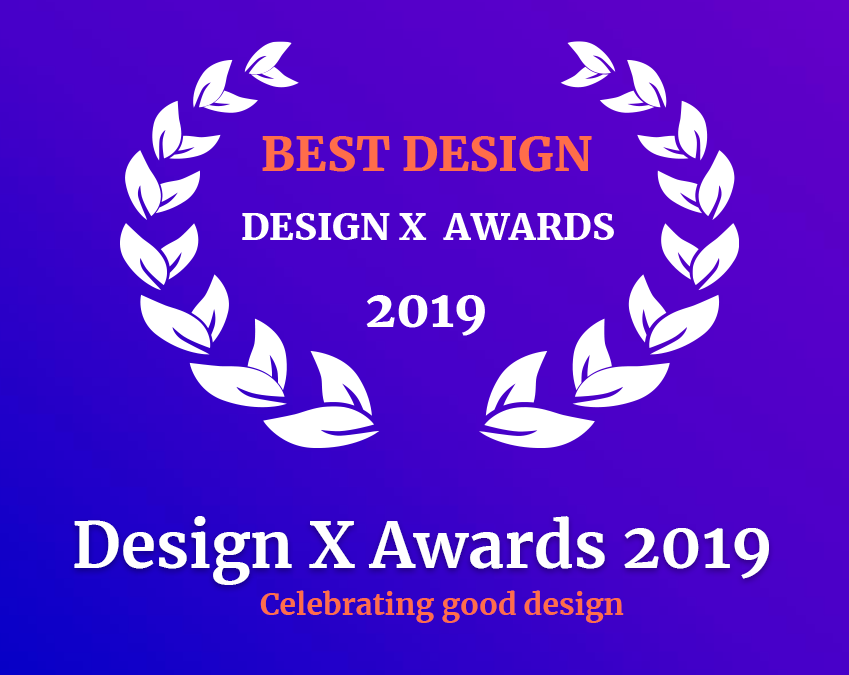 BEST DESIGN
DESIGN X AWARDS
2019
Design X Awards 2019
Celebrating good design